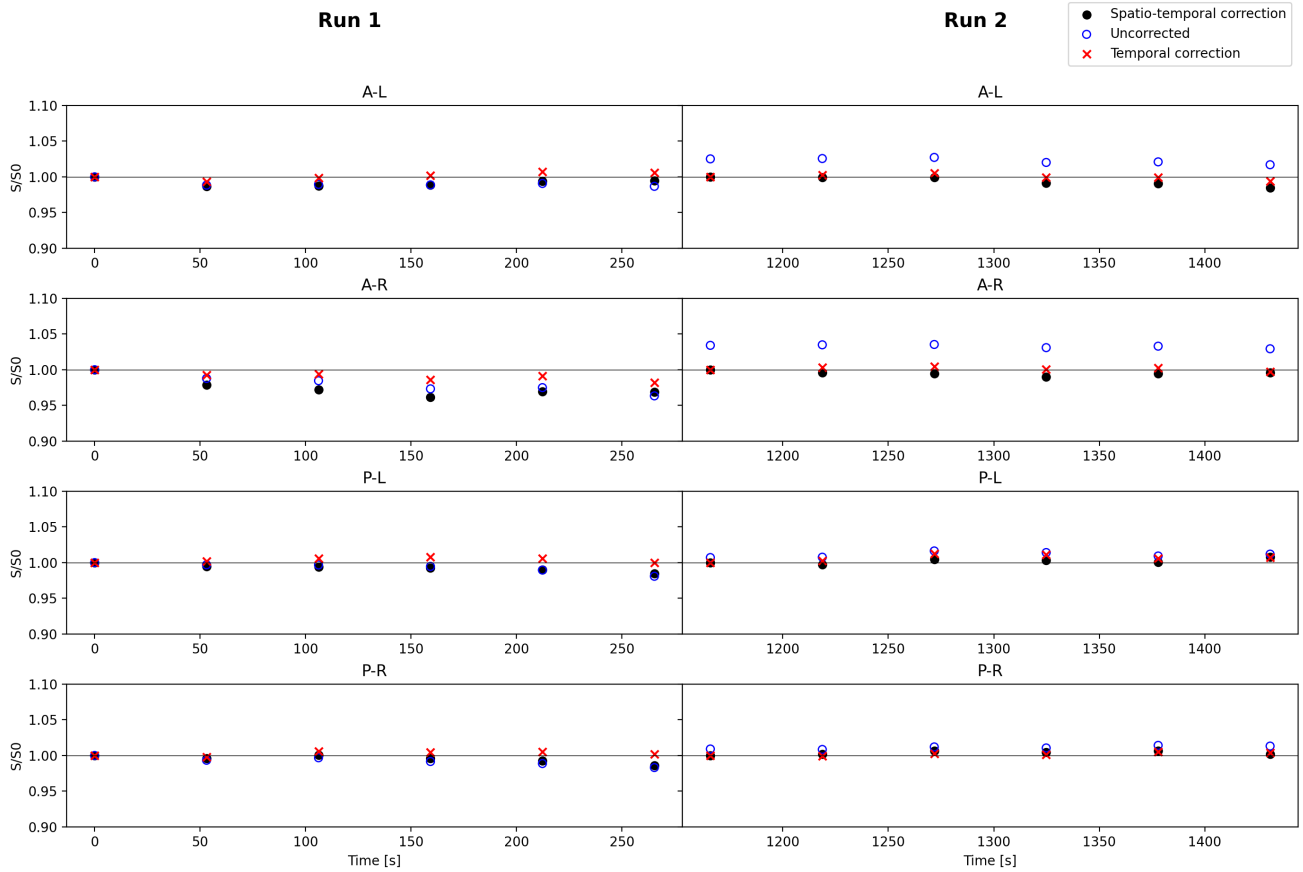 Run 1
Run 2
Spatio-temporal correction
Uncorrected
Temporal correction
A-L
A-L
1.10
1.05
1.00
0.95
0.90
S/S0
0 50 100 150 200 250
1200 1250 1300 1350 1400
A-R
A-R
1.10
1.05
1.00
0.95
0.90
S/S0
0 50 100 150 200 250
1200 1250 1300 1350 1400
P-L
P-L
1.10
1.05
1.00
0.95
0.90
S/S0
0 50 100 150 200 250
1200 1250 1300 1350 1400
P-R
P-R
1.10
1.05
1.00
0.95
0.90
S/S0
0 50 100 150 200 250
1200 1250 1300 1350 1400
Time [s]
Time [s]